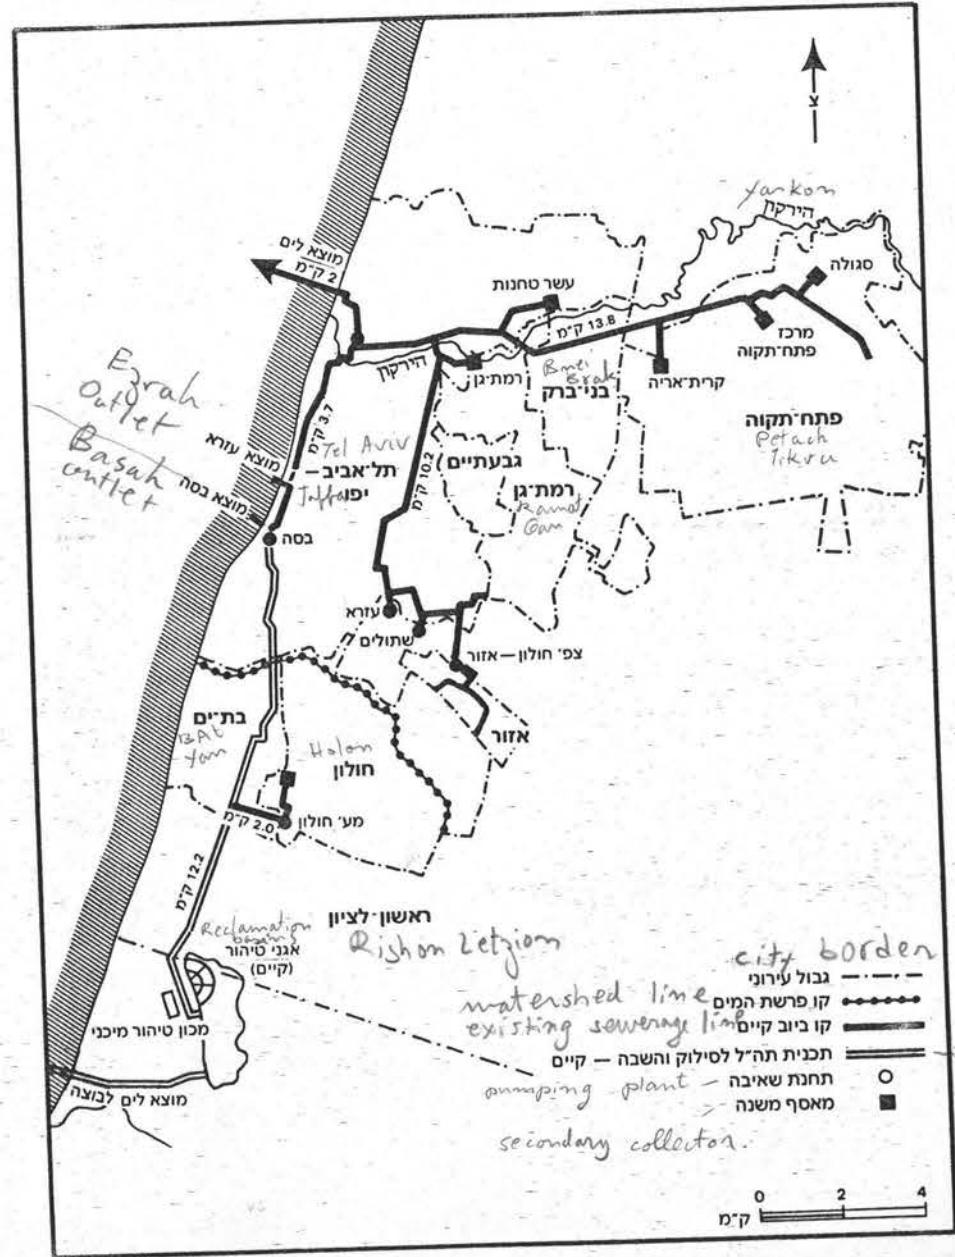 צ
Yarkon
הירקון
סגולה
מוצא לים
2 ק״מ
עשר טחנות
13.8 ק״מ
מרכז
פתח-תקוה
הירקון
רמת-גן
Bnei
Brak
בני-ברק
קרית-אריה
Ezrah
Outlet
Basah
outlet
3.7 ק״מ
מוצא עזרא
מוצא בסה
בסה
Tel Aviv
תל-אביב–
יפו
Jaffa
10.2 ק״מ
גבעתיים
רמת-גן
Ramat
Gan
פתח-תקוה
Petach
Tikva
עזרא
שתולים
צפ׳ חולון–אזור
אזור
בת-ים
BAt
Yam
Holon
חולון
מע׳ חולון
2.0 ק״מ
12.2 ק״מ
ראשון-לציון
Rishon Letzion
Reclamation
basins
אגני טיהור
(קיים)
מכון טיהור מיכני
מוצא לים לבוצה
city border
גבול עירוני
watershed line
קו פרשת המים
existing sewerage line
קו ביוב קיים
תכנית תה״ל לסילוק והשבה – קיים
pumping plant –
תחנת שאיבה
מאסף משנה
secondary collector.
0 2 4
ק״מ